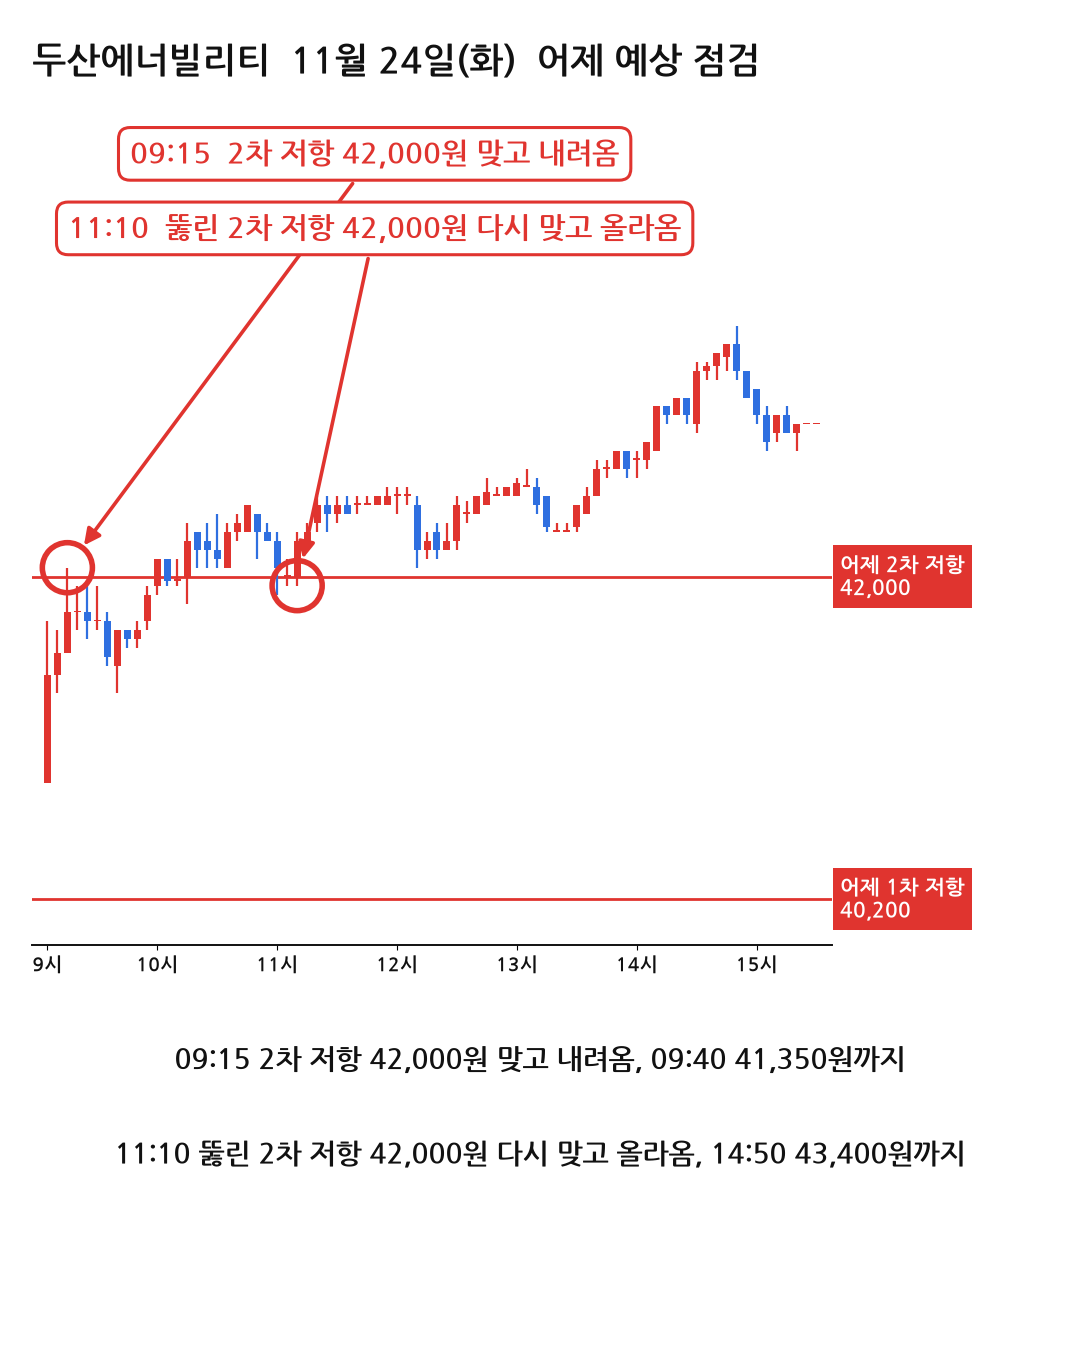 두산에너빌리티 11월 24일(화) 어제 예상 점검
09:15 2차 저항 42,000원 맞고 내려옴
11:10 뚫린 2차 저항 42,000원 다시 맞고 올라옴
어제 2차 저항
42,000
어제 1차 저항
40,200
9시 10시 11시 12시 13시 14시 15시
09:15 2차 저항 42,000원 맞고 내려옴, 09:40 41,350원까지
11:10 뚫린 2차 저항 42,000원 다시 맞고 올라옴, 14:50 43,400원까지